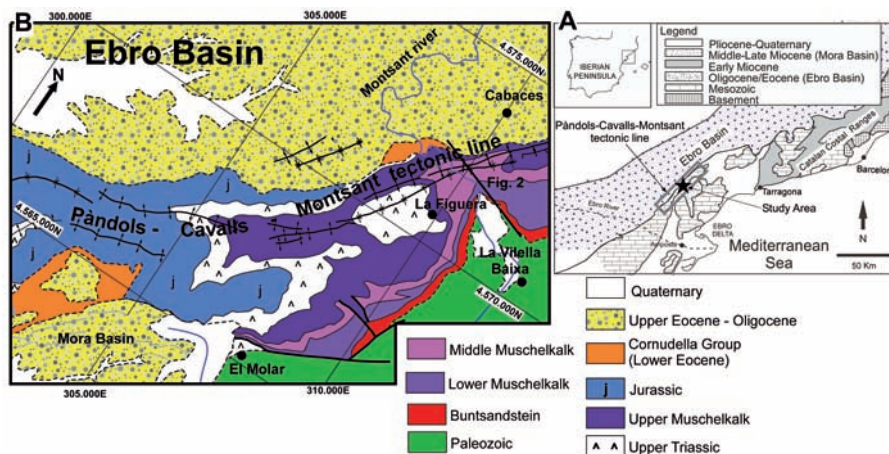 B
300.000E
305.000E
Ebro Basin
N
Montsant river
4.575.000N
Cabaces
Montsant tectonic line
Fig. 2
Pàndols - Cavalls
La Figuera
4.565.000N
La Vilella
Baixa
4.570.000N
Mora Basin
El Molar
305.000E
310.000E
j
j
j
Middle Muschelkalk
Lower Muschelkalk
Buntsandstein
Paleozoic
A
IBERIAN
PENINSULA
Legend
Pliocene-Quaternary
Middle-Late Miocene (Mora Basin)
Early Miocene
Oligocene/Eocene (Ebro Basin)
Mesozoic
Basement
Pàndols-Cavalls-Montsant
tectonic line
Ebro Basin
Catalan Costal Ranges
Barcelon
Tarragona
Study Area
Ebro River
EBRO
DELTA
Mediterranean
Sea
N
50 Km
Quaternary
Upper Eocene - Oligocene
Cornudella Group
(Lower Eocene)
j
Jurassic
Upper Muschelkalk
Upper Triassic